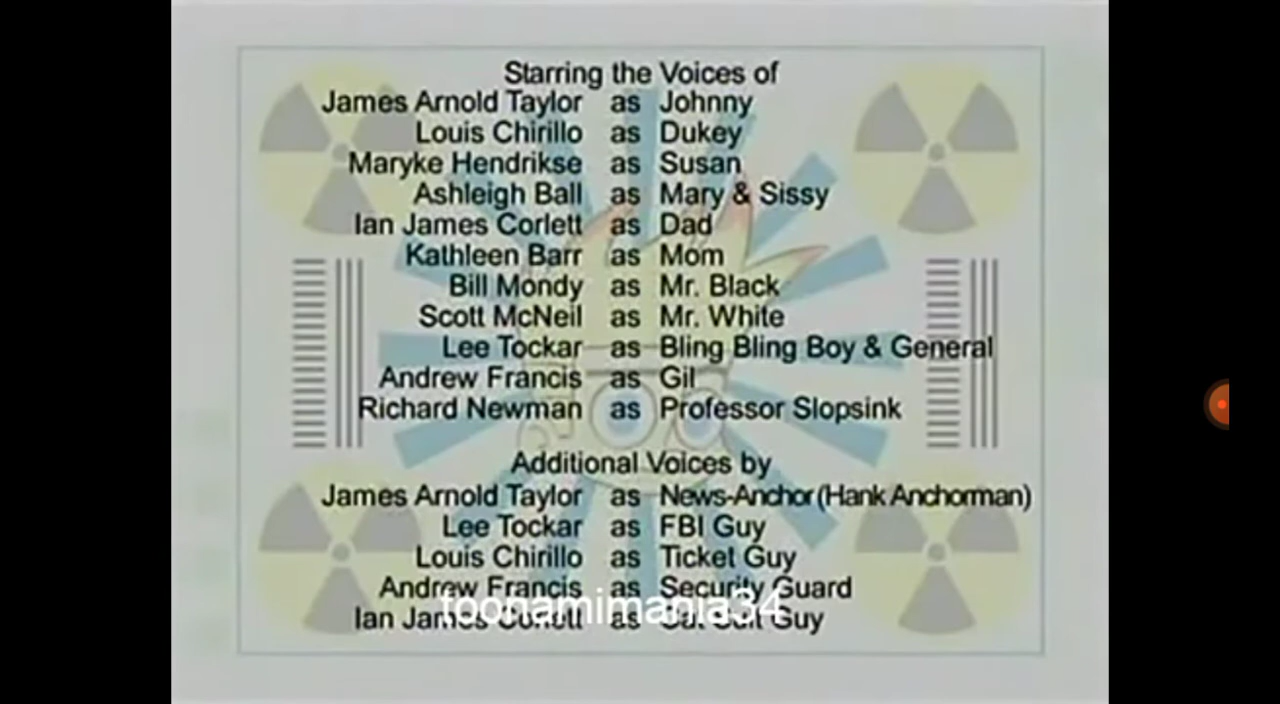 Starring the Voices of
James Arnold Taylor as Johnny
Louis Chirillo as Dukey
Maryke Hendrikse as Susan
Ashleigh Ball as Mary & Sissy
Ian James Corlett as Dad
Kathleen Barr as Mom
Bill Mondy as Mr. Black
Scott McNeil as Mr. White
Lee Tockar as Bling Bling Boy & General
Andrew Francis as Gil
Richard Newman as Professor Slopsink
Additional Voices by
James Arnold Taylor as News-Anchor (Hank Anchorman)
Lee Tockar as FBI Guy
Louis Chirillo as Ticket Guy
Andrew Francis as Security Guard
toonamimania34
Ian James Corlett as Cat Suit Guy